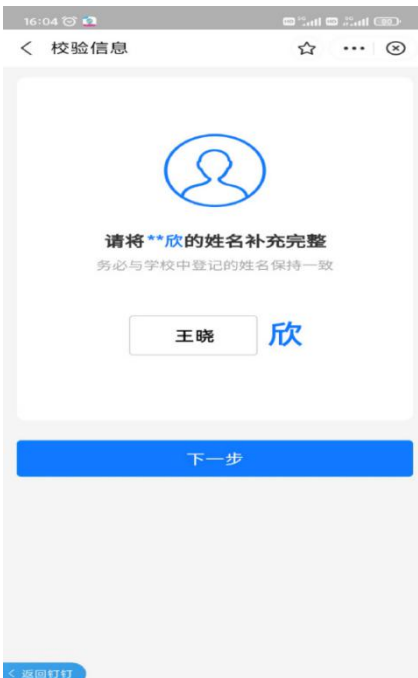 16:04
校验信息
请将**欣的姓名补充完整
务必与学校中登记的姓名保持一致
王晓 欣
下一步
返回钉钉